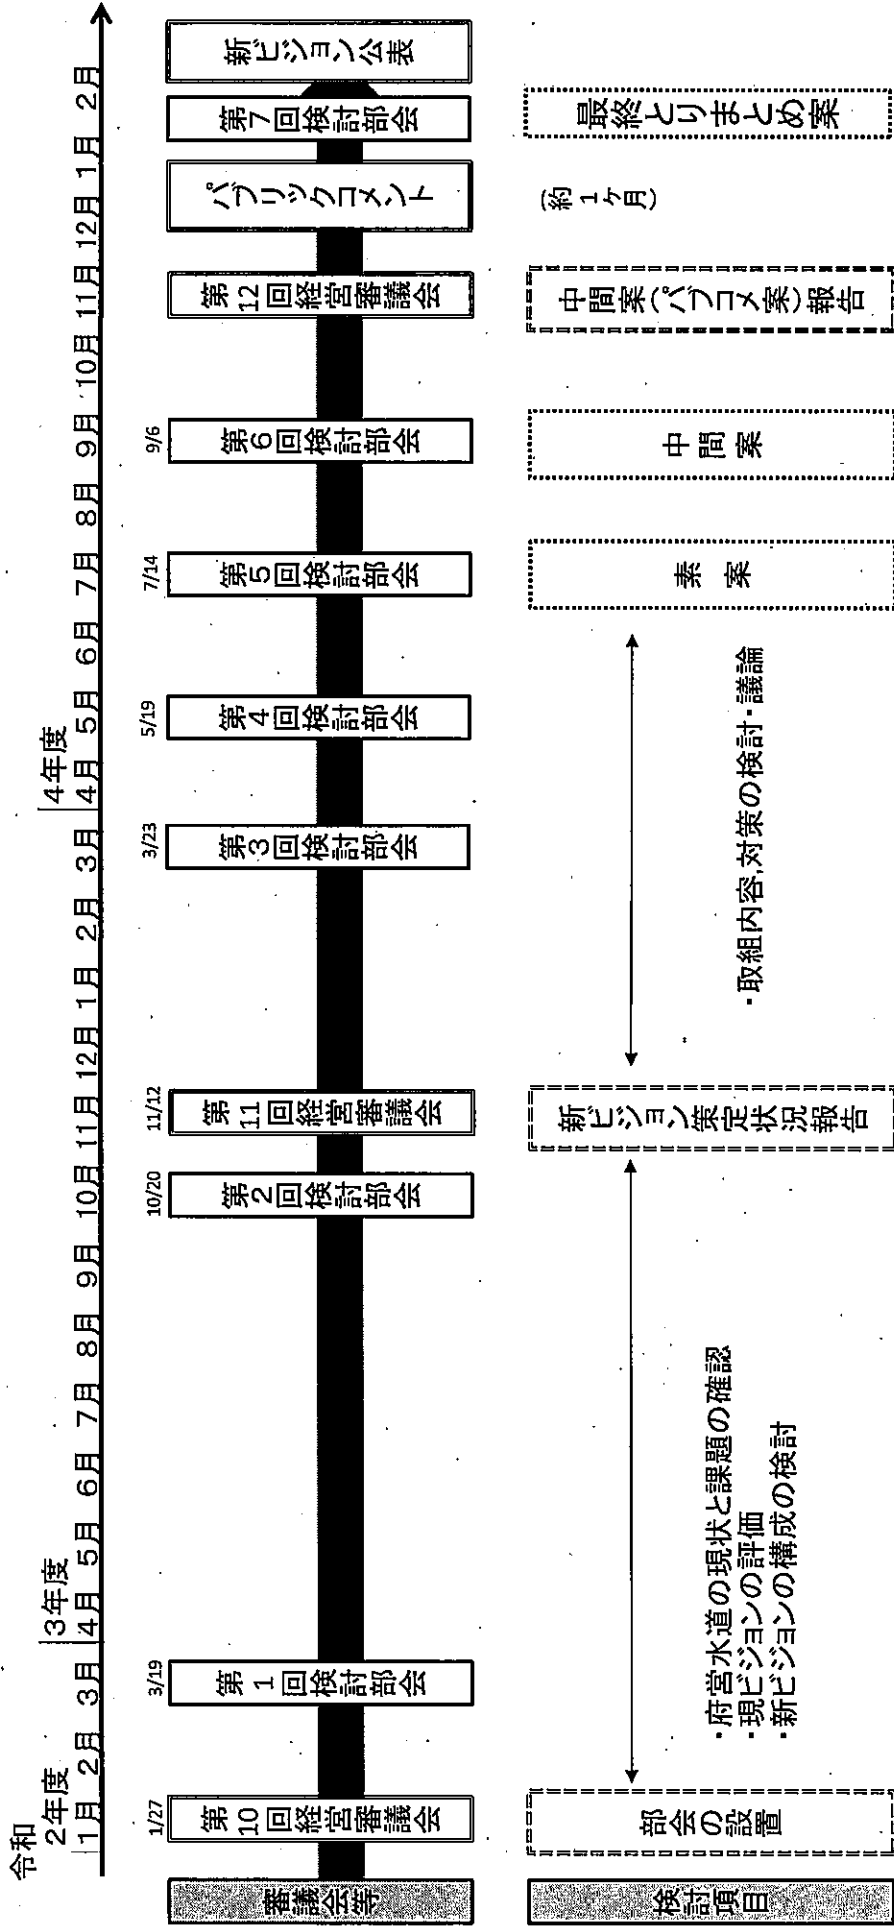 令和
2年度
3年度
4年度
1月 2月 3月 4月 5月 6月 7月 8月 9月 10月 11月 12月 1月 2月 3月 4月 5月 6月 7月 8月 9月 10月 11月 12月 1月 2月
審議会等
1/27
第10回経営審議会
3/19
第1回検討部会
10/20
第2回検討部会
11/12
第11回経営審議会
3/23
第3回検討部会
5/19
第4回検討部会
7/14
第5回検討部会
9/6
第6回検討部会
第12回経営審議会
パブリックコメント
第7回検討部会
新ビジョン公表
検討項目
部会の設置
・府営水道の現状と課題の確認
・現ビジョンの評価
・新ビジョンの構成の検討
新ビジョン策定状況報告
・取組内容,対策の検討・議論
素案
中間案
中間案(パブコメ案)報告
(約1ヶ月)
最終とりまとめ案